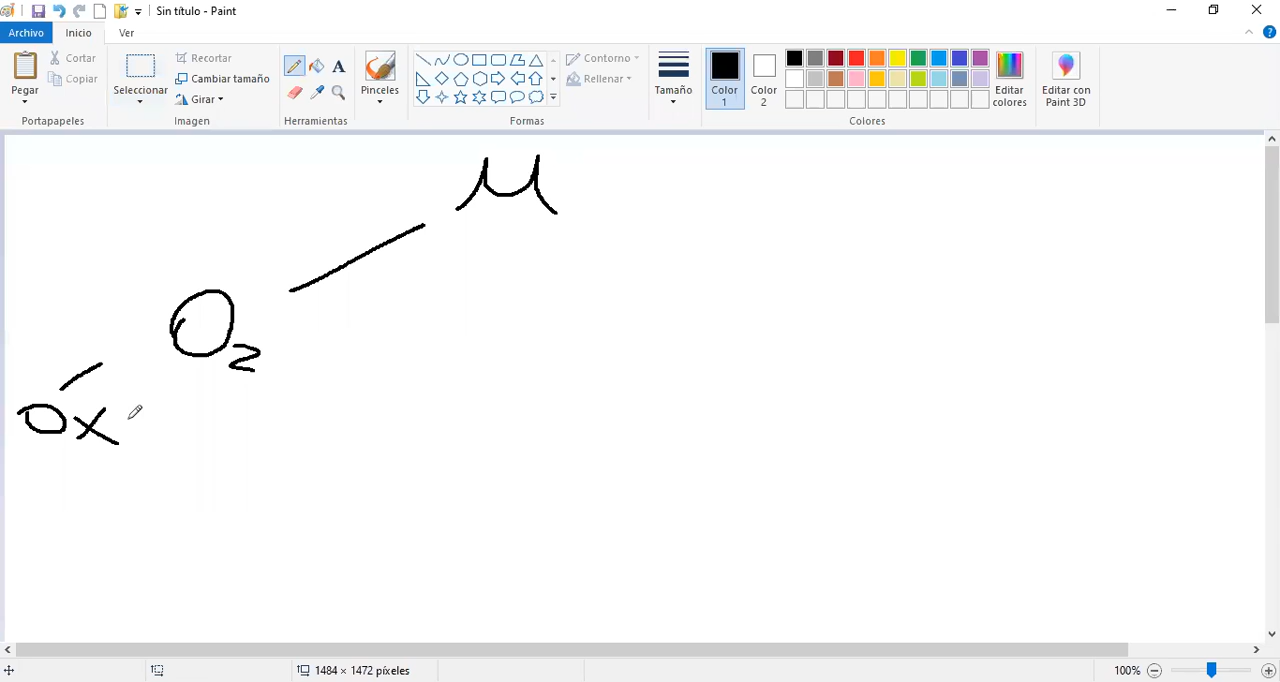 Sin título - Paint
Archivo Inicio Ver
Pegar
Cortar
Copiar
Portapapeles
Seleccionar
Recortar
Cambiar tamaño
Girar
Imagen
A
Herramientas
Pinceles
Contorno
Rellenar
Formas
Tamaño
Color 1
Color 2
Editar colores
Colores
Editar con Paint 3D
M
O2
Ox
1484 × 1472 píxeles
100%